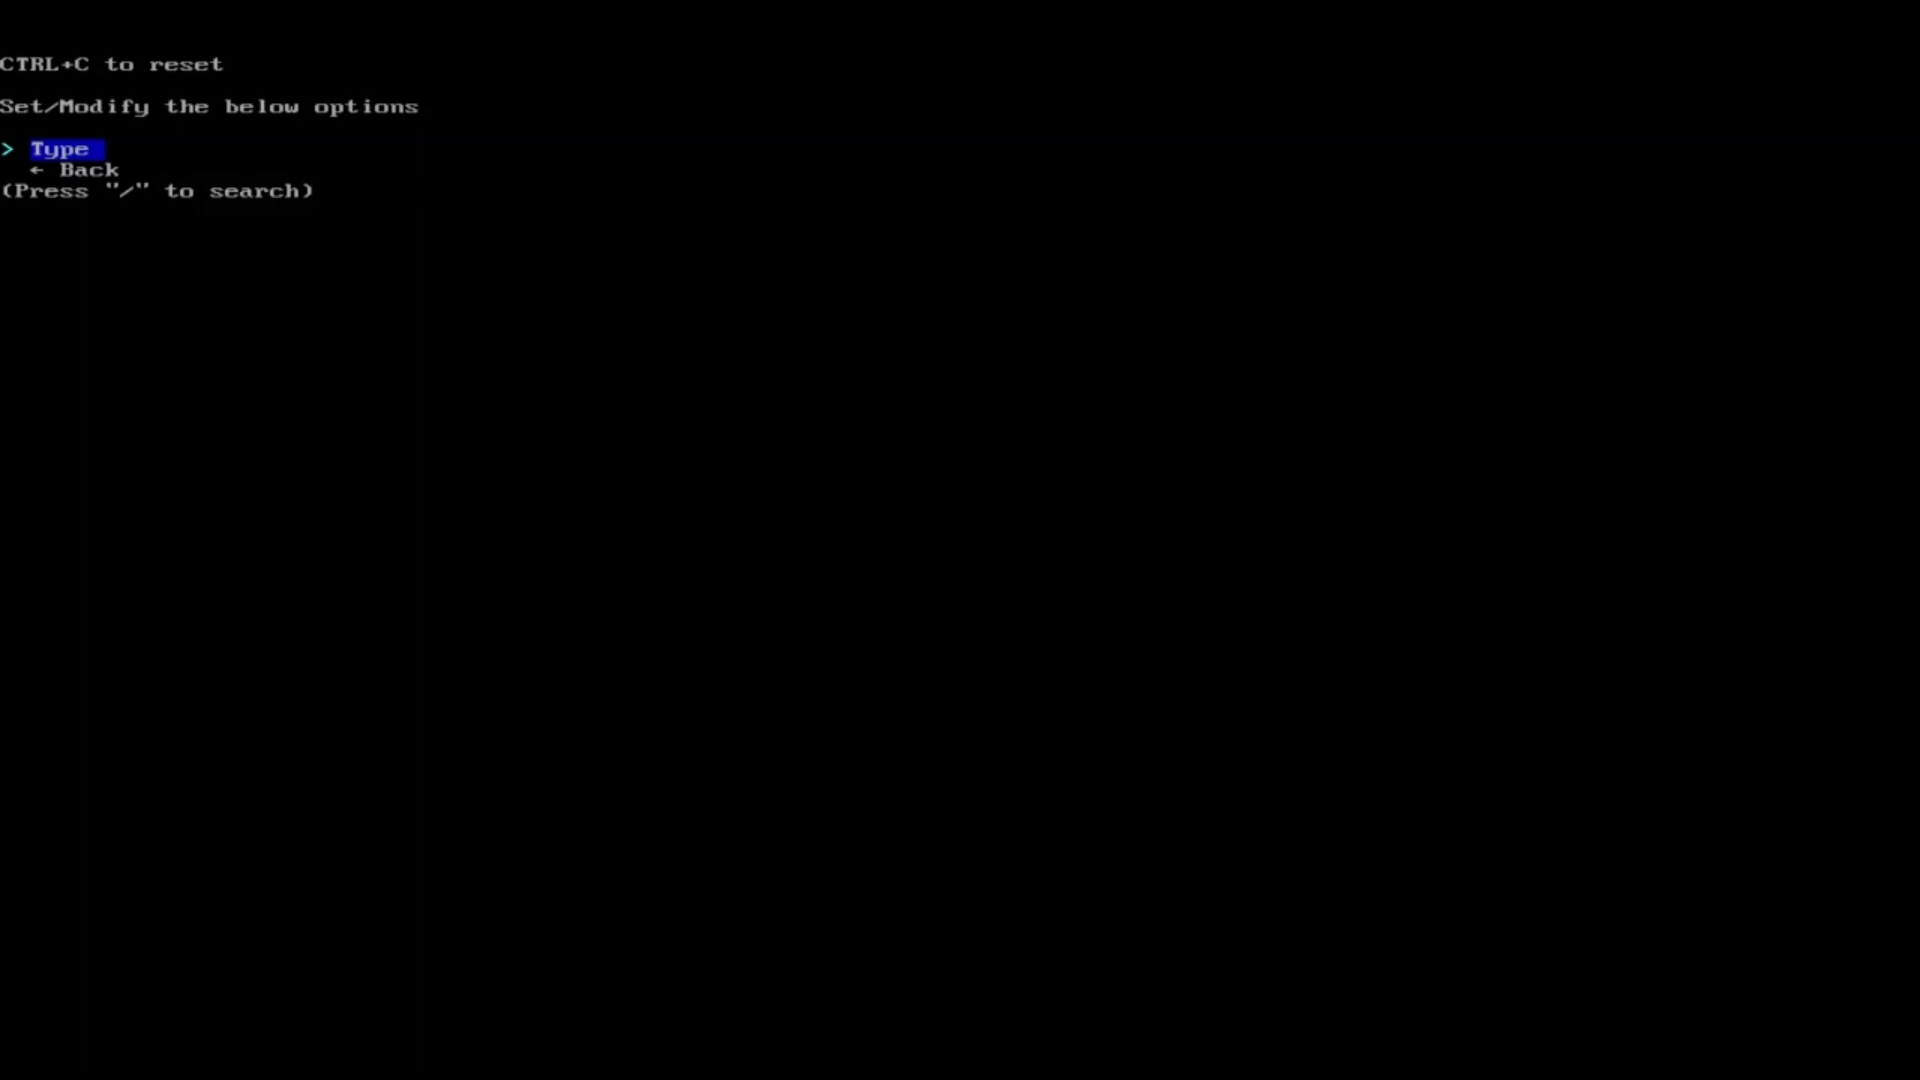 CTRL+C to reset
Set/Modify the below options
> Type
← Back
(Press "/" to search)